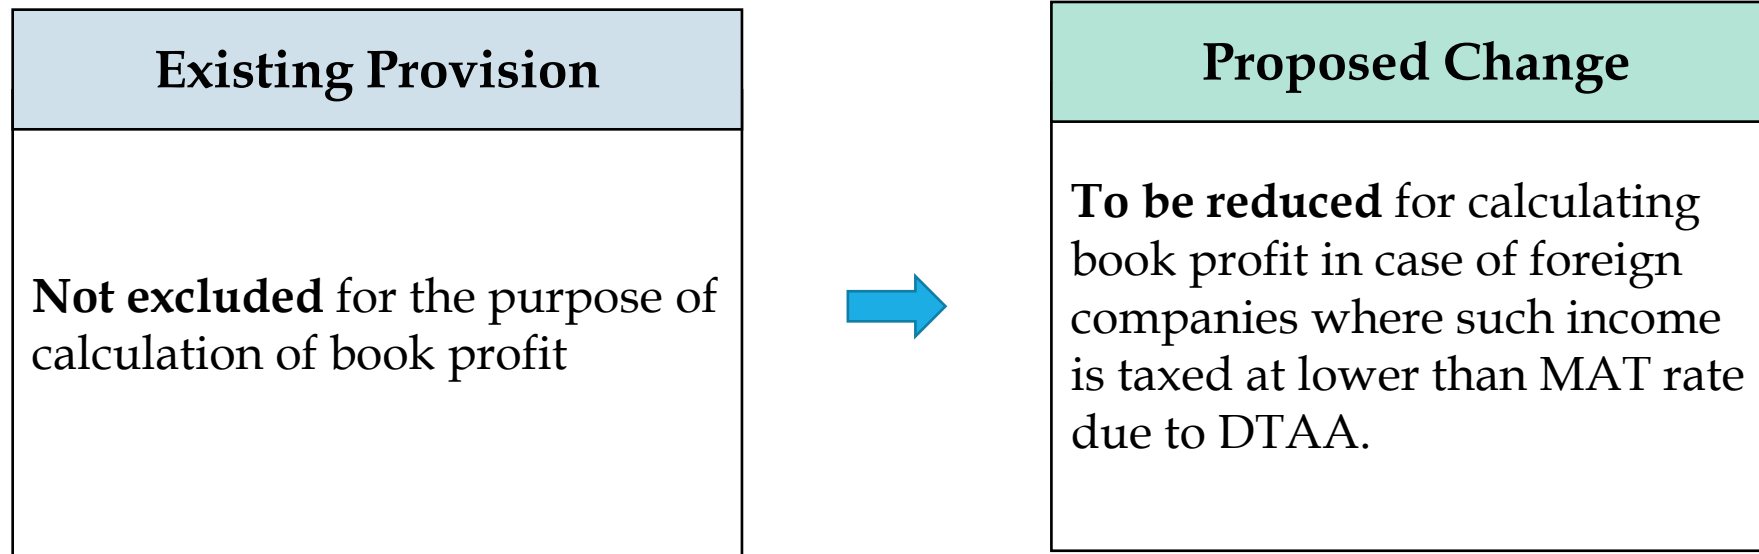 Existing Provision
Not excluded for the purpose of
calculation of book profit
Proposed Change
To be reduced for calculating
book profit in case of foreign
companies where such income
is taxed at lower than MAT rate
due to DTAA.